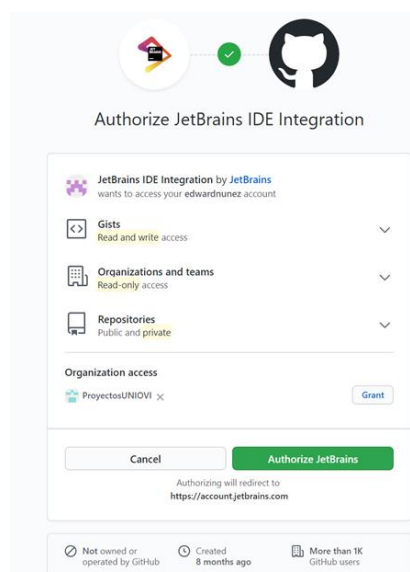 Authorize JetBrains IDE Integration
JetBrains IDE Integration by JetBrains
wants to access your edwardnunez account
Gists
Read and write access
Organizations and teams
Read-only access
Repositories
Public and private
Organization access
ProyectosUNIOVI
Grant
Cancel
Authorize JetBrains
Authorizing will redirect to
https://account.jetbrains.com
Not owned or
operated by GitHub
Created
8 months ago
More than 1K
GitHub users